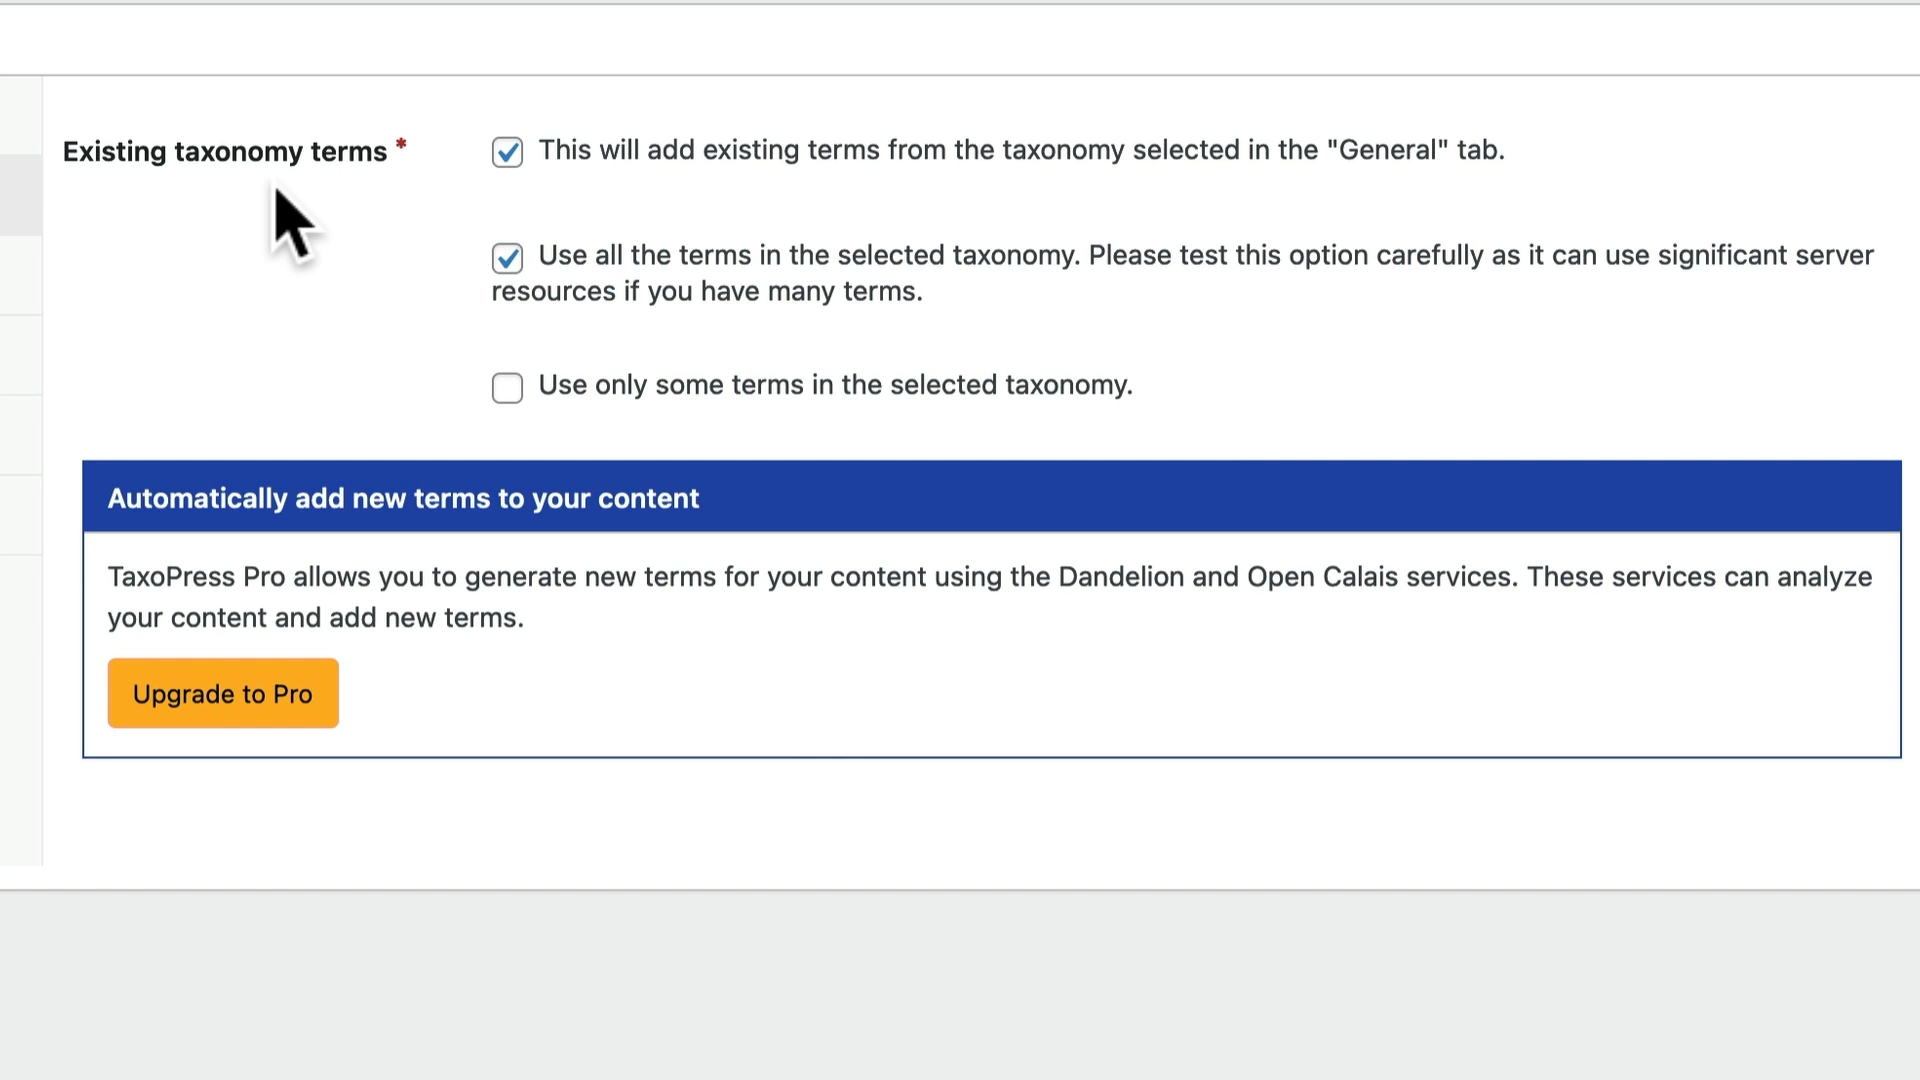 Existing taxonomy terms *
This will add existing terms from the taxonomy selected in the "General" tab.
Use all the terms in the selected taxonomy. Please test this option carefully as it can use significant server
resources if you have many terms.
Use only some terms in the selected taxonomy.
Automatically add new terms to your content
TaxoPress Pro allows you to generate new terms for your content using the Dandelion and Open Calais services. These services can analyze
your content and add new terms.
Upgrade to Pro